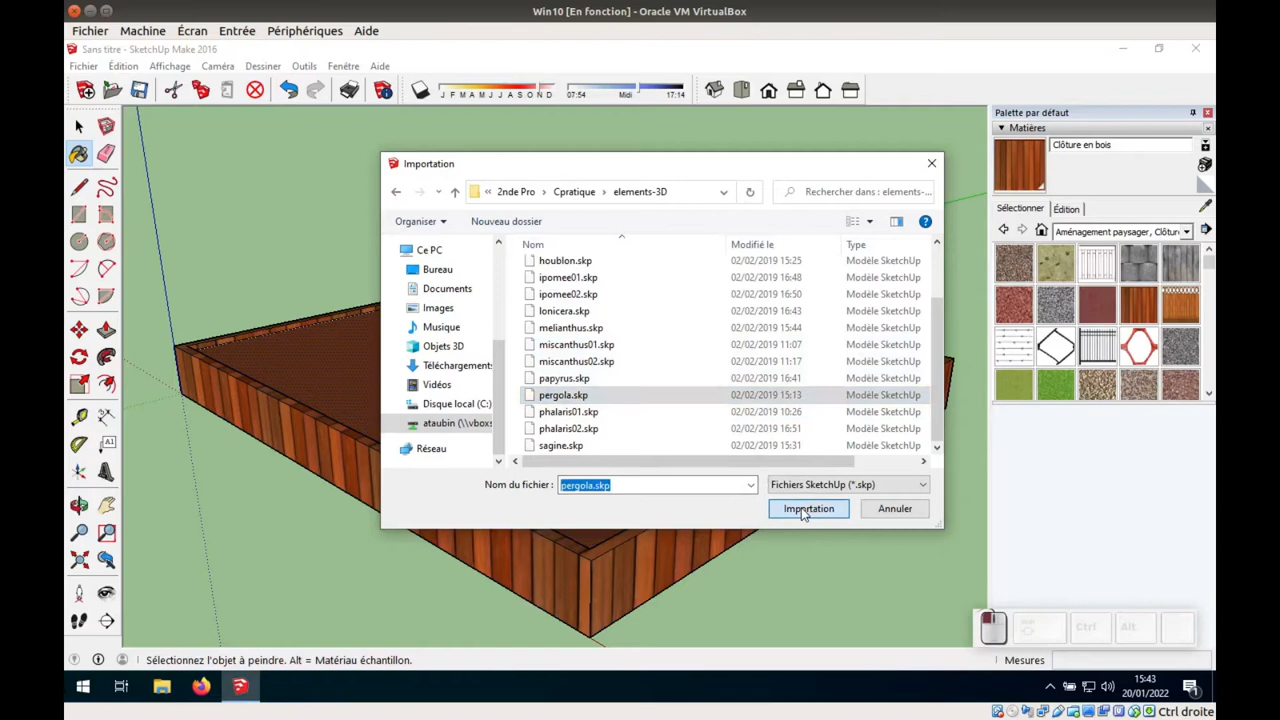 Win10 [En fonction] - Oracle VM VirtualBox
Fichier Machine Écran Entrée Périphériques Aide
Sans titre - SketchUp Make 2016
Fichier Édition Affichage Caméra Dessiner Outils Fenêtre Aide
J F M A M J J A S O N D
07:54 Midi 17:14
Palette par défaut
Matières
Clôture en bois
Sélectionner Édition
Aménagement paysager, Clôtur
Importation
« 2nde Pro Cpratique elements-3D
Rechercher dans : elements-...
Organiser Nouveau dossier
Nom Modifié le Type
Ce PC
Bureau
Documents
Images
Musique
Objets 3D
Téléchargements
Vidéos
Disque local (C:)
ataubin (\\vboxs
Réseau
houblon.skp 02/02/2019 15:25 Modèle SketchUp
ipomee01.skp 02/02/2019 16:48 Modèle SketchUp
ipomee02.skp 02/02/2019 16:50 Modèle SketchUp
lonicera.skp 02/02/2019 16:43 Modèle SketchUp
melianthus.skp 02/02/2019 15:44 Modèle SketchUp
miscanthus01.skp 02/02/2019 11:07 Modèle SketchUp
miscanthus02.skp 02/02/2019 11:17 Modèle SketchUp
papyrus.skp 02/02/2019 16:41 Modèle SketchUp
pergola.skp 02/02/2019 15:13 Modèle SketchUp
phalaris01.skp 02/02/2019 10:26 Modèle SketchUp
phalaris02.skp 02/02/2019 16:51 Modèle SketchUp
sagine.skp 02/02/2019 15:31 Modèle SketchUp
Nom du fichier : pergola.skp Fichiers SketchUp (*.skp)
Importation Annuler
Ctrl Alt
Sélectionnez l'objet à peindre. Alt = Matériau échantillon.
Mesures
15:43
20/01/2022
1
Ctrl droite